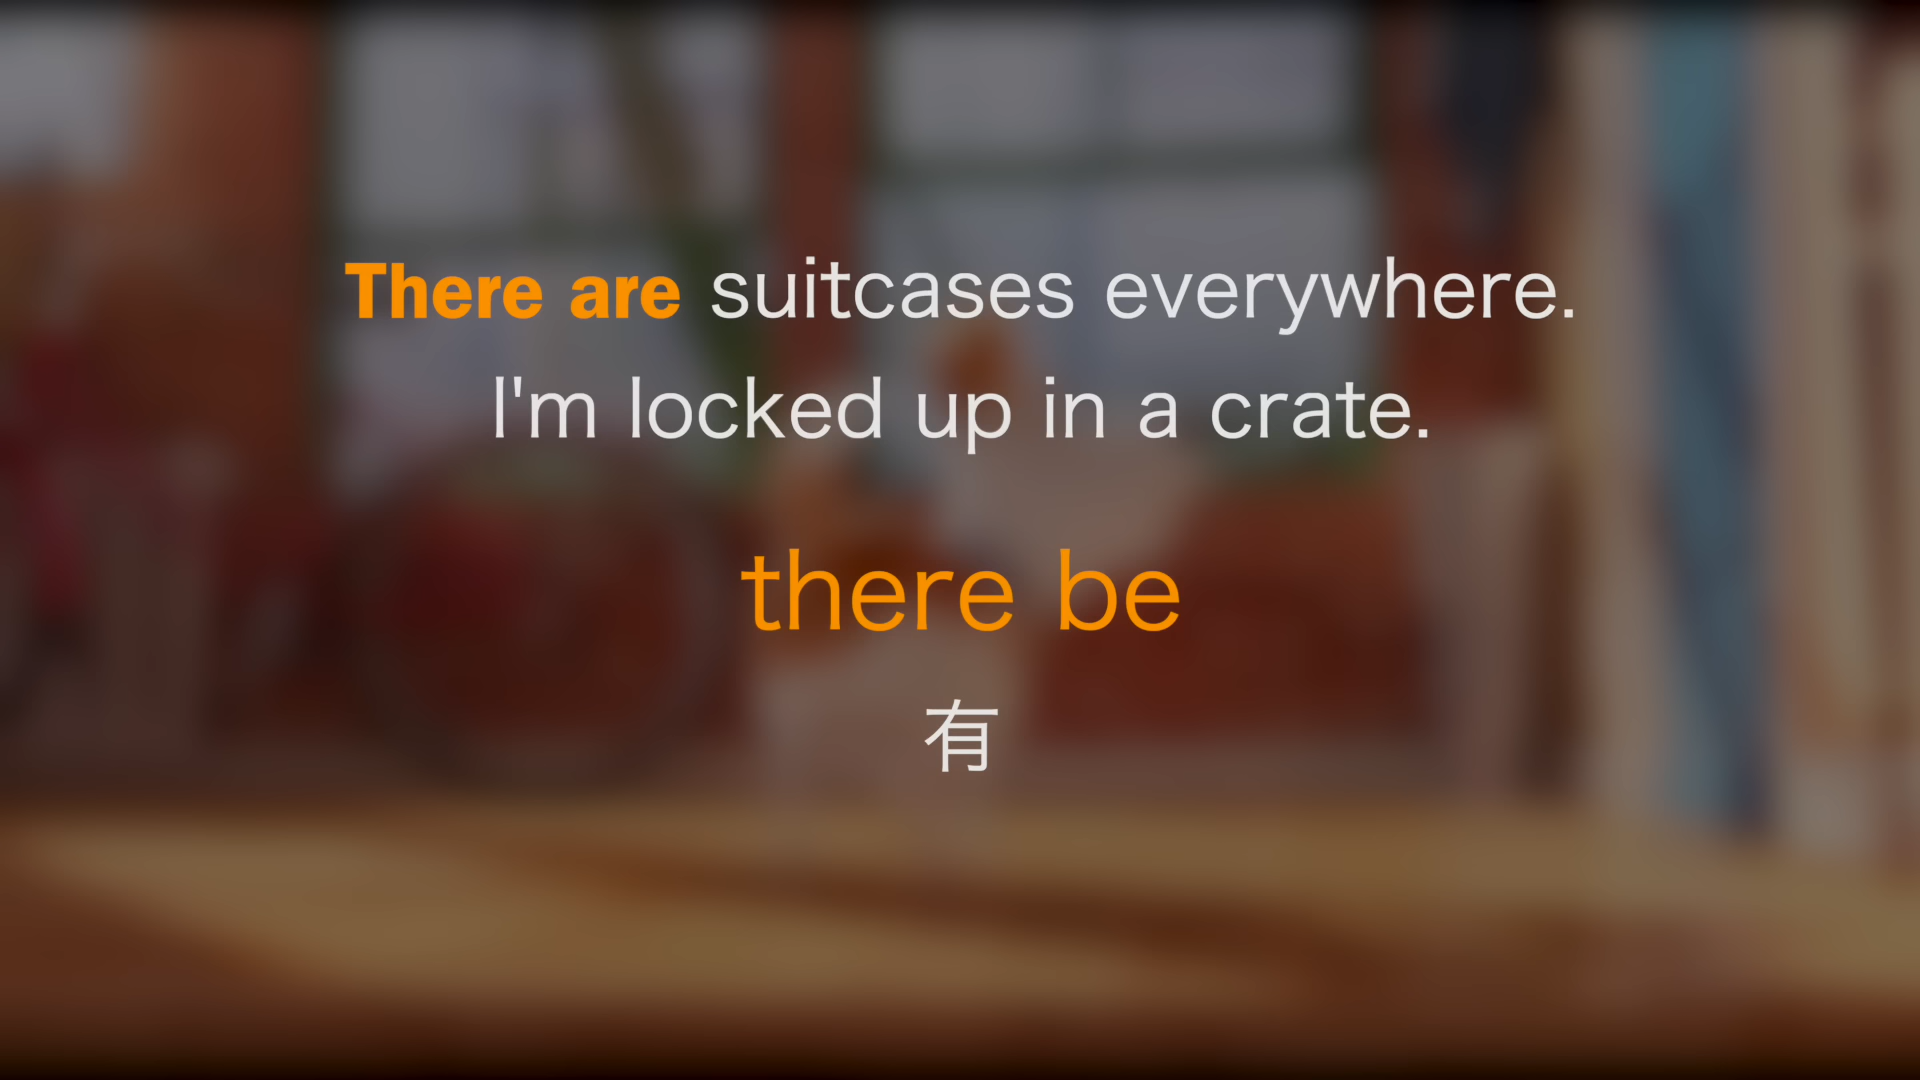 There are suitcases everywhere.
I'm locked up in a crate.
there be
有